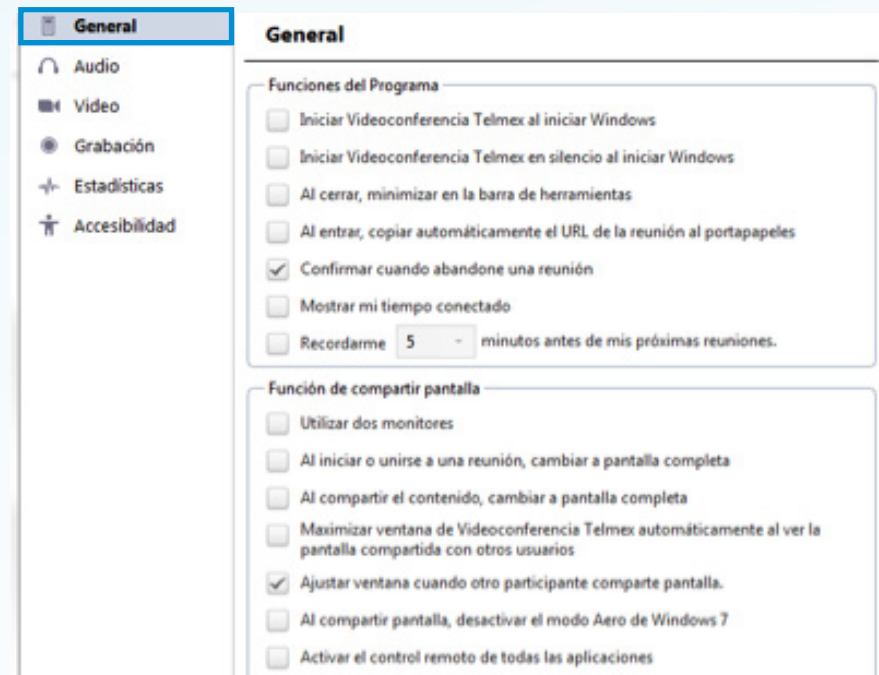 General
Audio
Video
Grabación
Estadísticas
Accesibilidad
General
Funciones del Programa
Iniciar Videoconferencia Telmex al iniciar Windows
Iniciar Videoconferencia Telmex en silencio al iniciar Windows
Al cerrar, minimizar en la barra de herramientas
Al entrar, copiar automáticamente el URL de la reunión al portapapeles
Confirmar cuando abandone una reunión
Mostrar mi tiempo conectado
Recordarme 5 minutos antes de mis próximas reuniones.
Función de compartir pantalla
Utilizar dos monitores
Al iniciar o unirse a una reunión, cambiar a pantalla completa
Al compartir el contenido, cambiar a pantalla completa
Maximizar ventana de Videoconferencia Telmex automáticamente al ver la
pantalla compartida con otros usuarios
Ajustar ventana cuando otro participante comparte pantalla.
Al compartir pantalla, desactivar el modo Aero de Windows 7
Activar el control remoto de todas las aplicaciones